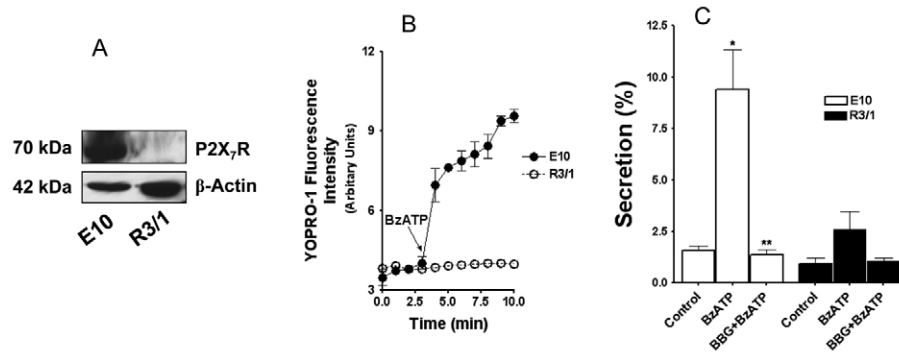 A
70 kDa
P2X7R
42 kDa
β-Actin
E10
R3/1
B
12
9
6
3
YOPRO-1 Fluorescence
Intensity
(Arbitary Units)
BzATP
E10
R3/1
0.0 2.5 5.0 7.5 10.0
Time (min)
C
12.5
10.0
7.5
5.0
2.5
0.0
Secretion (%)
*
**
E10
R3/1
Control
BzATP
BBG+BzATP
Control
BzATP
BBG+BzATP